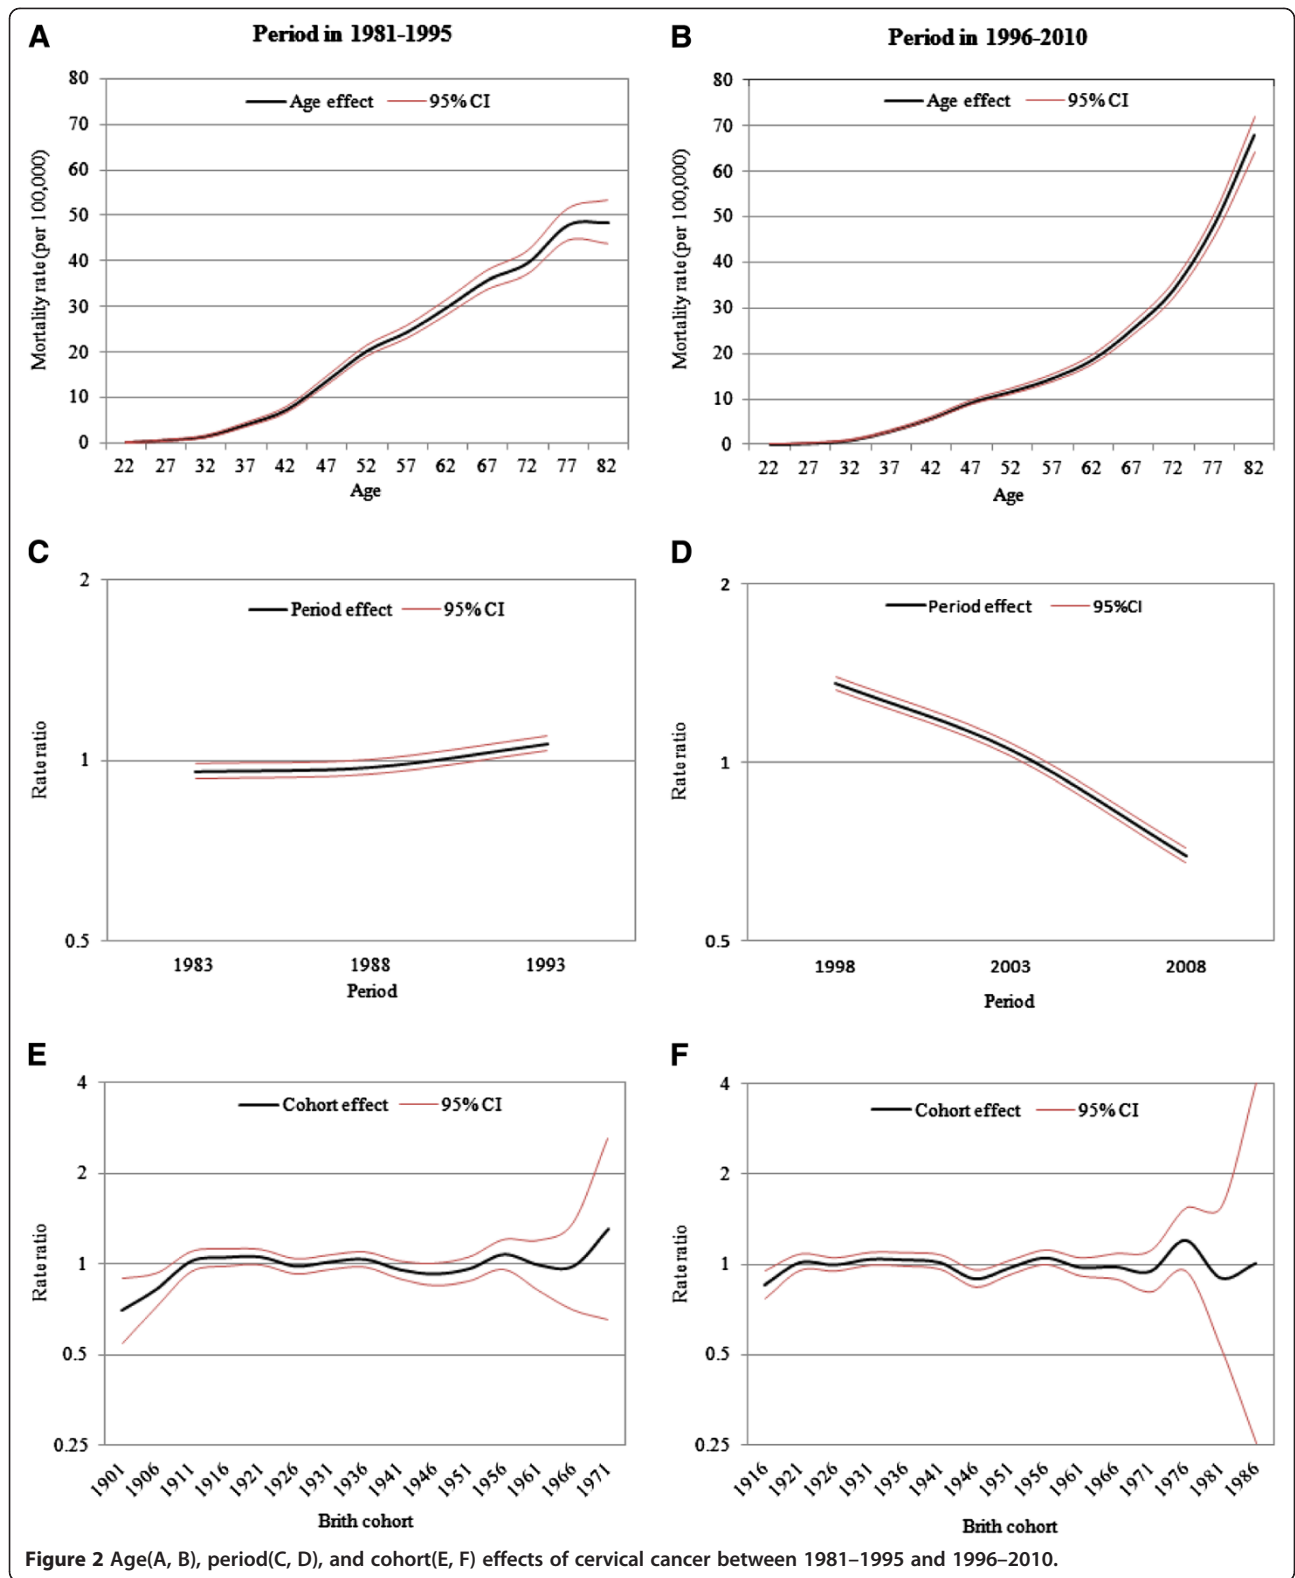 A
Period in 1981-1995
Age effect 95% CI
Mortality rate (per 100,000)
80
70
60
50
40
30
20
10
0
22 27 32 37 42 47 52 57 62 67 72 77 82
Age
B
Period in 1996-2010
Age effect 95% CI
Mortality rate (per 100,000)
80
70
60
50
40
30
20
10
0
22 27 32 37 42 47 52 57 62 67 72 77 82
Age
C
Period effect 95% CI
Rate ratio
2
1
0.5
1983 1988 1993
Period
D
Period effect 95%CI
Rate ratio
2
1
0.5
1998 2003 2008
Period
E
Cohort effect 95% CI
Rate ratio
4
2
1
0.5
0.25
1901 1906 1911 1916 1921 1926 1931 1936 1941 1946 1951 1956 1961 1966 1971
Brith cohort
F
Cohort effect 95% CI
Rate ratio
4
2
1
0.5
0.25
1916 1921 1926 1931 1936 1941 1946 1951 1956 1961 1966 1971 1976 1981 1986
Brith cohort
Figure 2 Age(A, B), period(C, D), and cohort(E, F) effects of cervical cancer between 1981–1995 and 1996–2010.